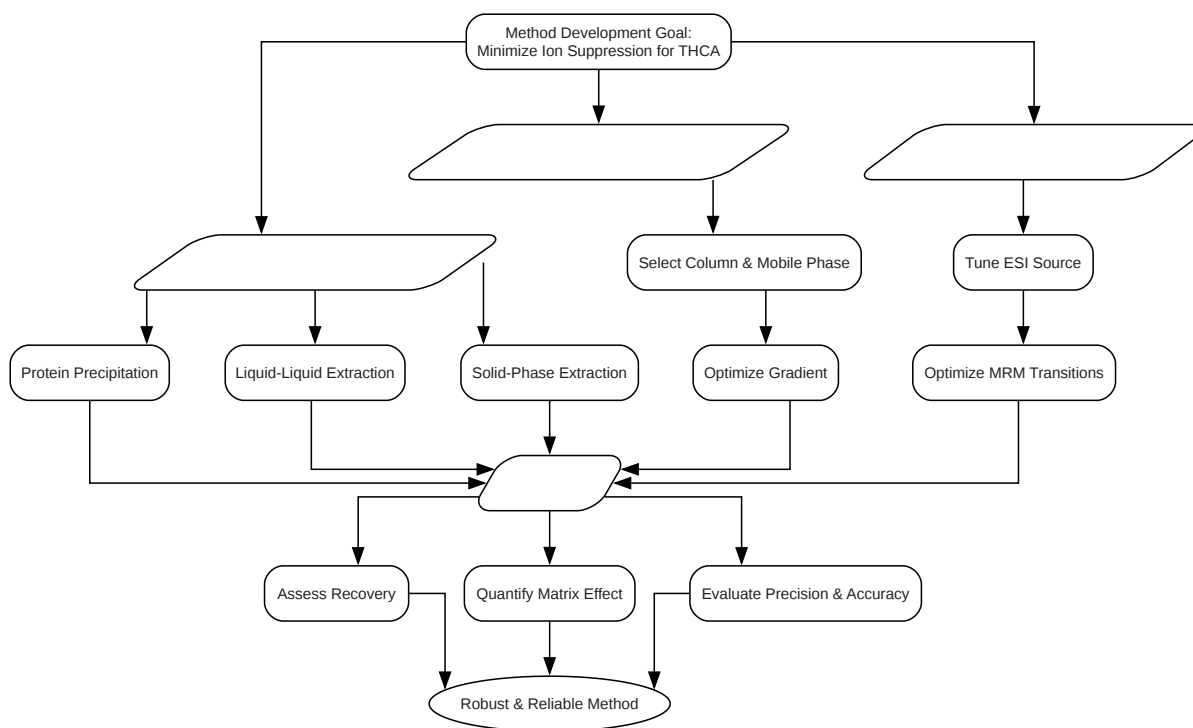 Method Development Goal:
Minimize Ion Suppression for THCA
Select Column & Mobile Phase
Tune ESI Source
Protein Precipitation
Liquid-Liquid Extraction
Solid-Phase Extraction
Optimize Gradient
Optimize MRM Transitions
Assess Recovery
Quantify Matrix Effect
Evaluate Precision & Accuracy
Robust & Reliable Method